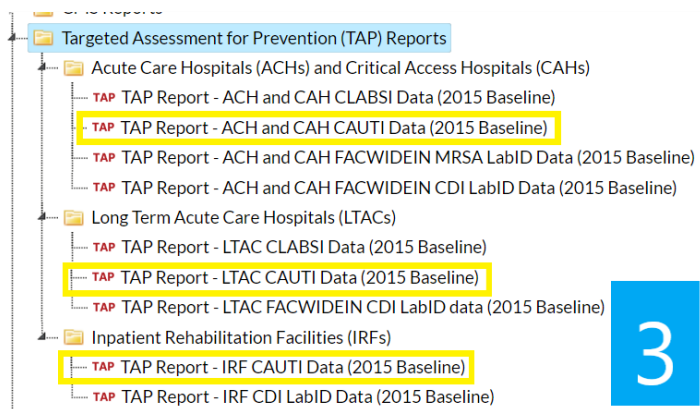 Targeted Assessment for Prevention (TAP) Reports
Acute Care Hospitals (ACHs) and Critical Access Hospitals (CAHs)
TAP TAP Report - ACH and CAH CLABSI Data (2015 Baseline)
TAP TAP Report - ACH and CAH CAUTI Data (2015 Baseline)
TAP TAP Report - ACH and CAH FACWIDEIN MRSA LabID Data (2015 Baseline)
TAP TAP Report - ACH and CAH FACWIDEIN CDI LabID Data (2015 Baseline)
Long Term Acute Care Hospitals (LTACs)
TAP TAP Report - LTAC CLABSI Data (2015 Baseline)
TAP TAP Report - LTAC CAUTI Data (2015 Baseline)
TAP TAP Report - LTAC FACWIDEIN CDI LabID data (2015 Baseline)
Inpatient Rehabilitation Facilities (IRFs)
TAP TAP Report - IRF CAUTI Data (2015 Baseline)
TAP TAP Report - IRF CDI LabID Data (2015 Baseline)
3